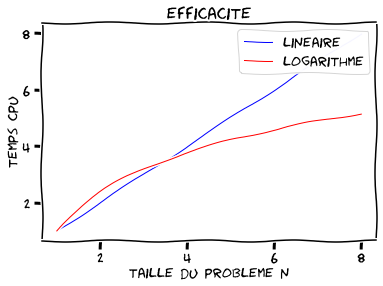 EFFICACITE
LINEAIRE
LOGARITHME
TEMPS CPU
8
6
4
2
2 4 6 8
TAILLE DU PROBLEME N